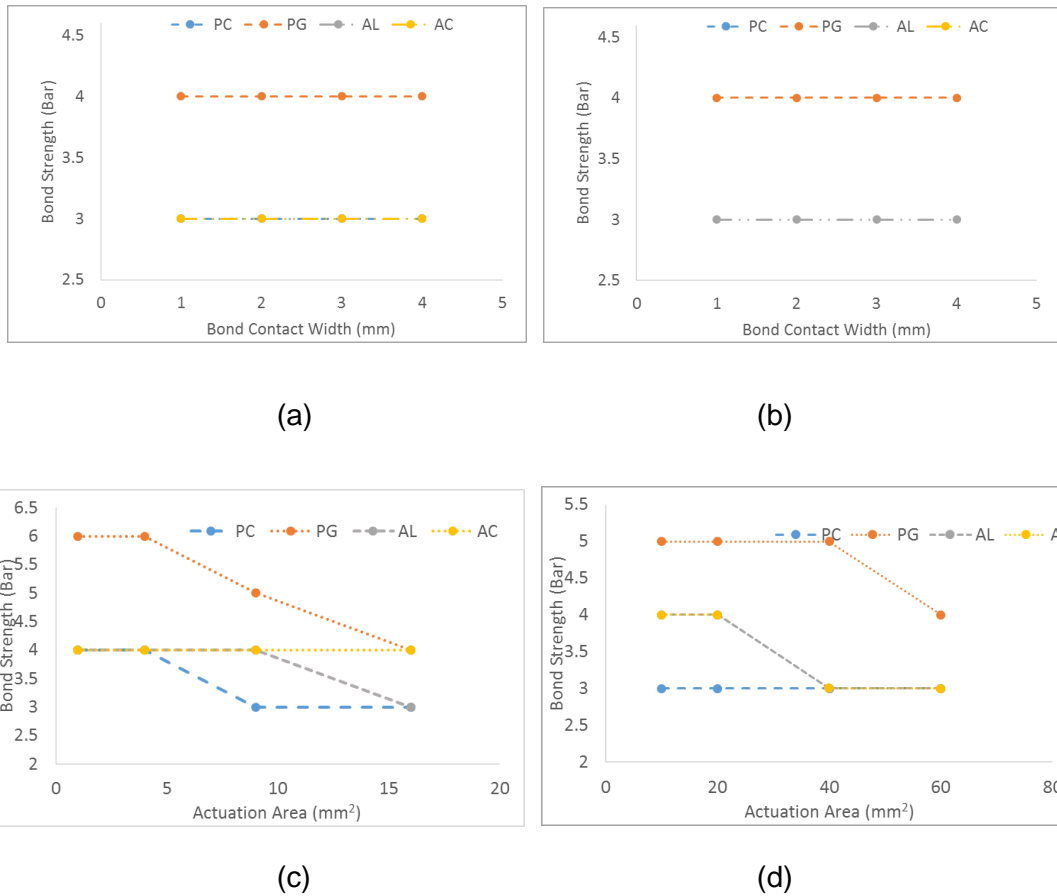 PC PG AL AC
4.5
4
3.5
3
2.5
0 1 2 3 4 5
Bond Strength (Bar)
Bond Contact Width (mm)
(a)
PC PG AL AC
4.5
4
3.5
3
2.5
0 1 2 3 4 5
Bond Strength (Bar)
Bond Contact Width (mm)
(b)
PC PG AL AC
6.5
6
5.5
5
4.5
4
3.5
3
2.5
2
0 5 10 15 20
Bond Strength (Bar)
Actuation Area (mm²)
(c)
PC PG AL A
5.5
5
4.5
4
3.5
3
2.5
2
0 20 40 60 80
Bond Strength (Bar)
Actuation Area (mm²)
(d)